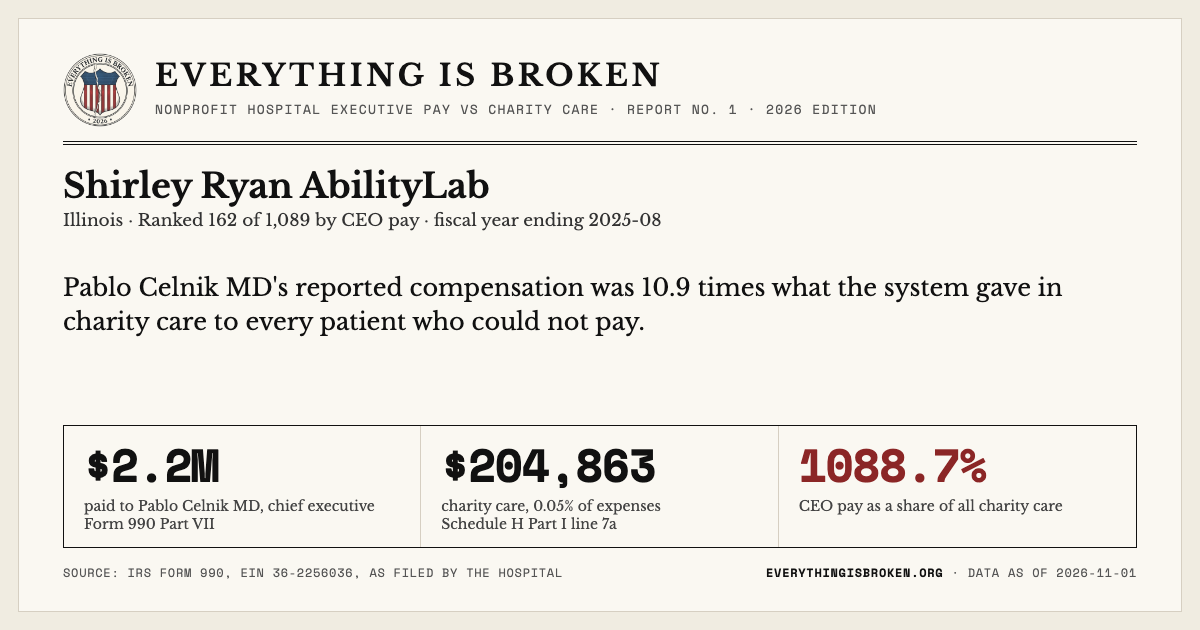 EVERYTHING IS BROKEN
· 2026 ·
EVERYTHING IS BROKEN
NONPROFIT HOSPITAL EXECUTIVE PAY VS CHARITY CARE · REPORT NO. 1 · 2026 EDITION
Shirley Ryan AbilityLab
Illinois · Ranked 162 of 1,089 by CEO pay · fiscal year ending 2025-08
Pablo Celnik MD's reported compensation was 10.9 times what the system gave in
charity care to every patient who could not pay.
$2.2M
paid to Pablo Celnik MD, chief executive
Form 990 Part VII
$204,863
charity care, 0.05% of expenses
Schedule H Part I line 7a
1088.7%
CEO pay as a share of all charity care
SOURCE: IRS FORM 990, EIN 36-2256036, AS FILED BY THE HOSPITAL
EVERYTHINGISBROKEN.ORG · DATA AS OF 2026-11-01